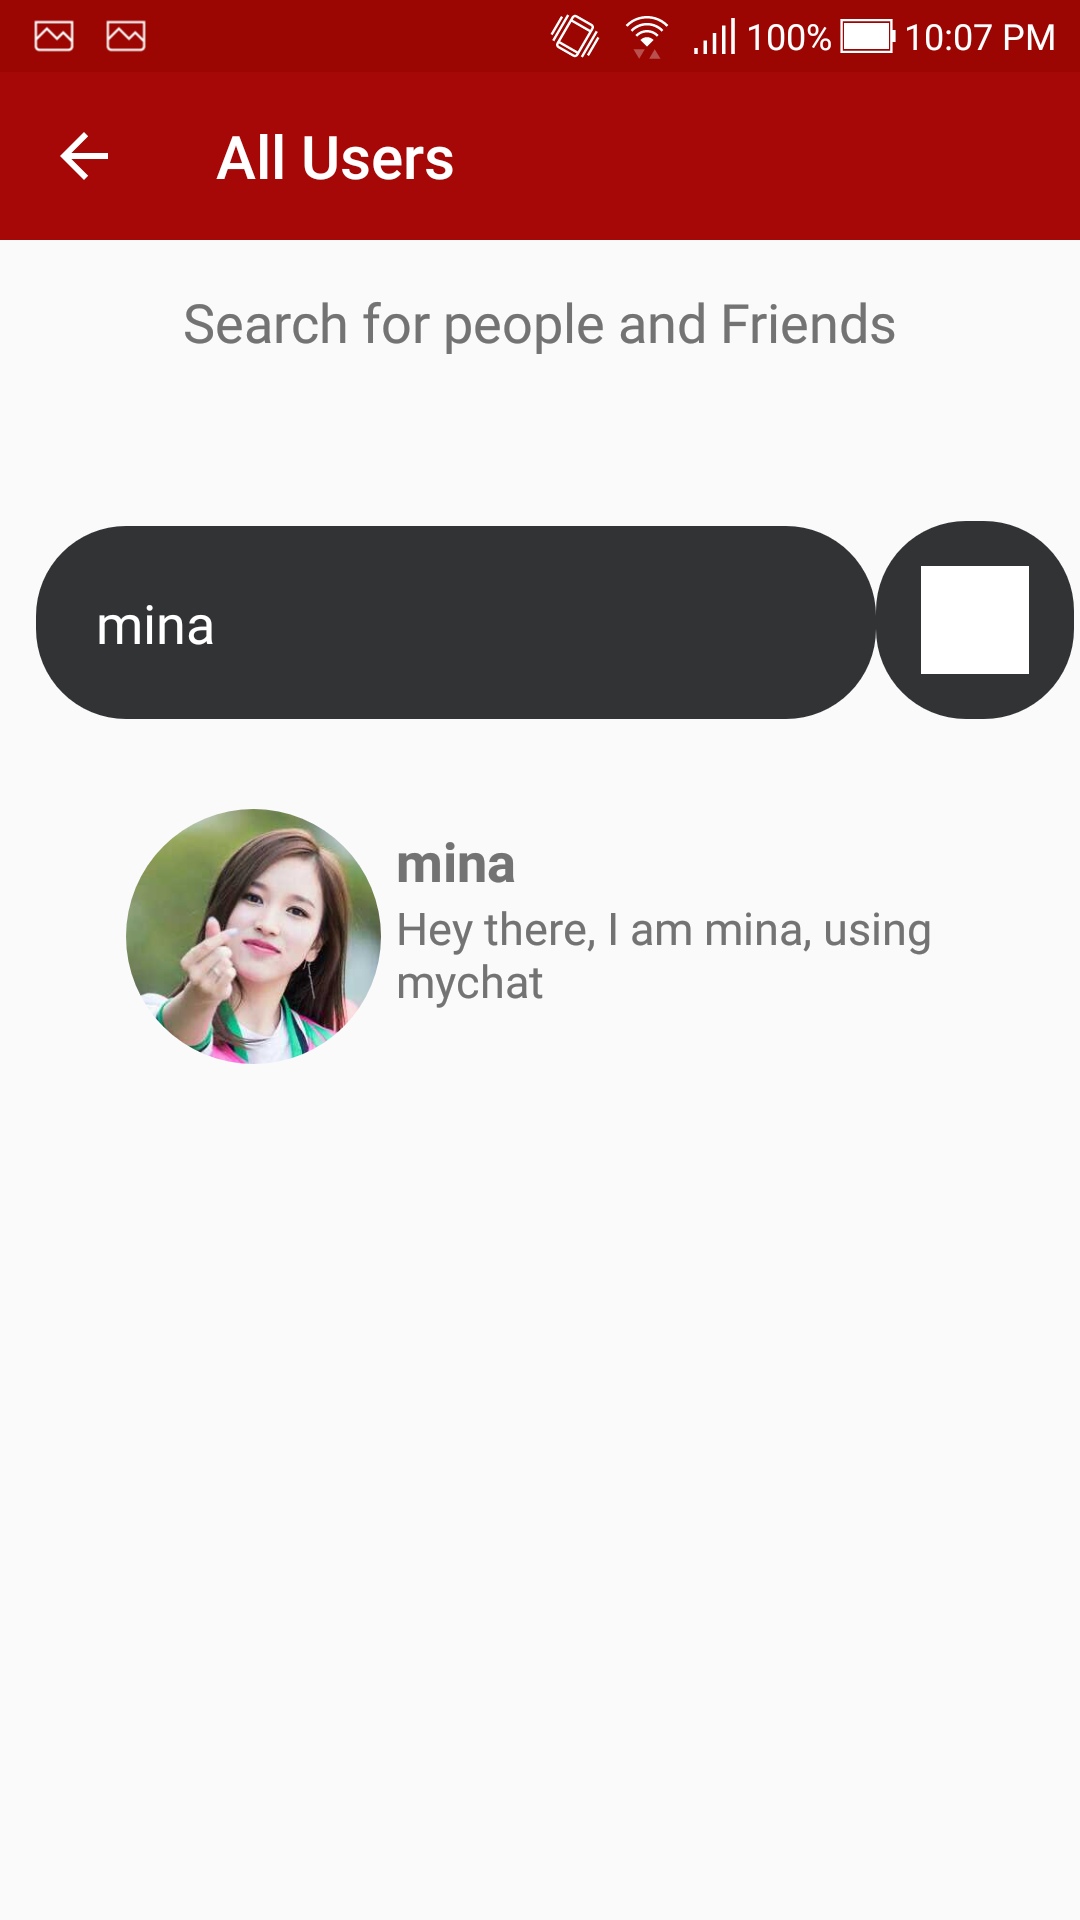 100% 10:07 PM
All Users
Search for people and Friends
mina
mina
Hey there, I am mina, using
mychat